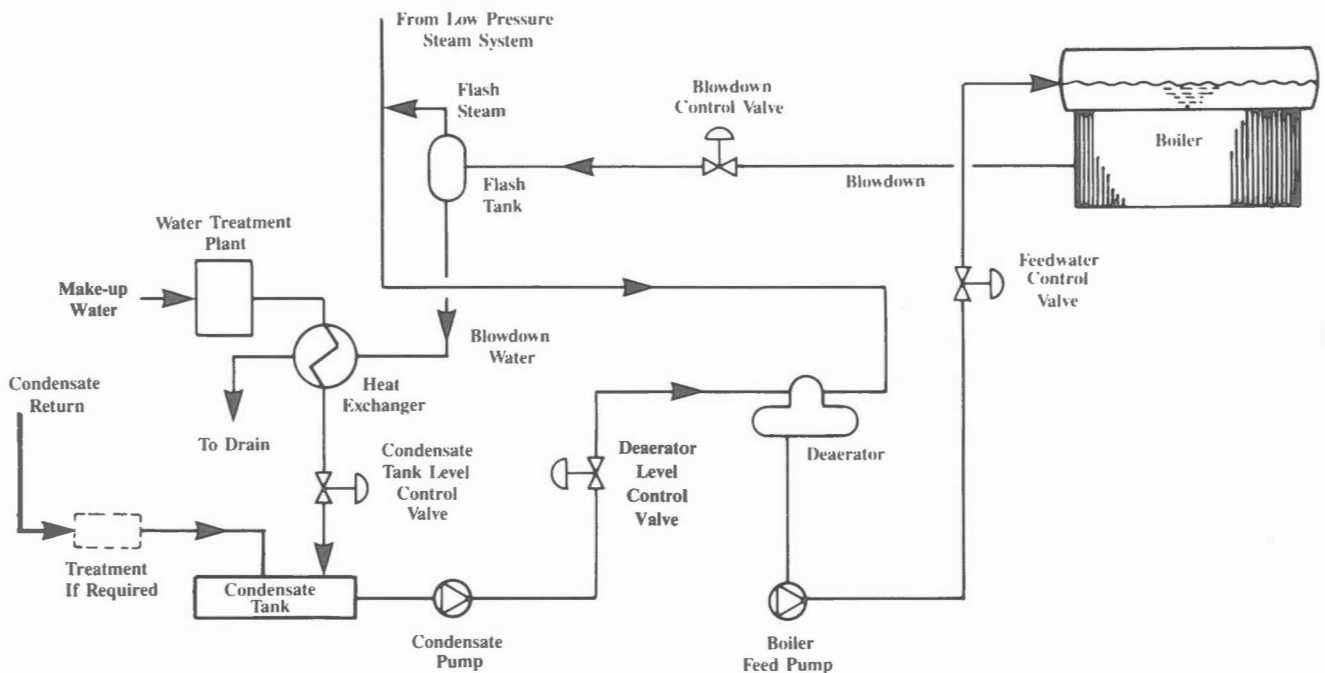 From Low Pressure
Steam System
Flash
Steam
Blowdown
Control Valve
Boiler
Flash
Tank
Blowdown
Water Treatment
Plant
Make-up
Water
Feedwater
Control
Valve
Blowdown
Water
Heat
Exchanger
Condensate
Return
To Drain
Condensate
Tank Level
Control
Valve
Deaerator
Level
Control
Valve
Deaerator
Treatment
If Required
Condensate
Tank
Condensate
Pump
Boiler
Feed Pump